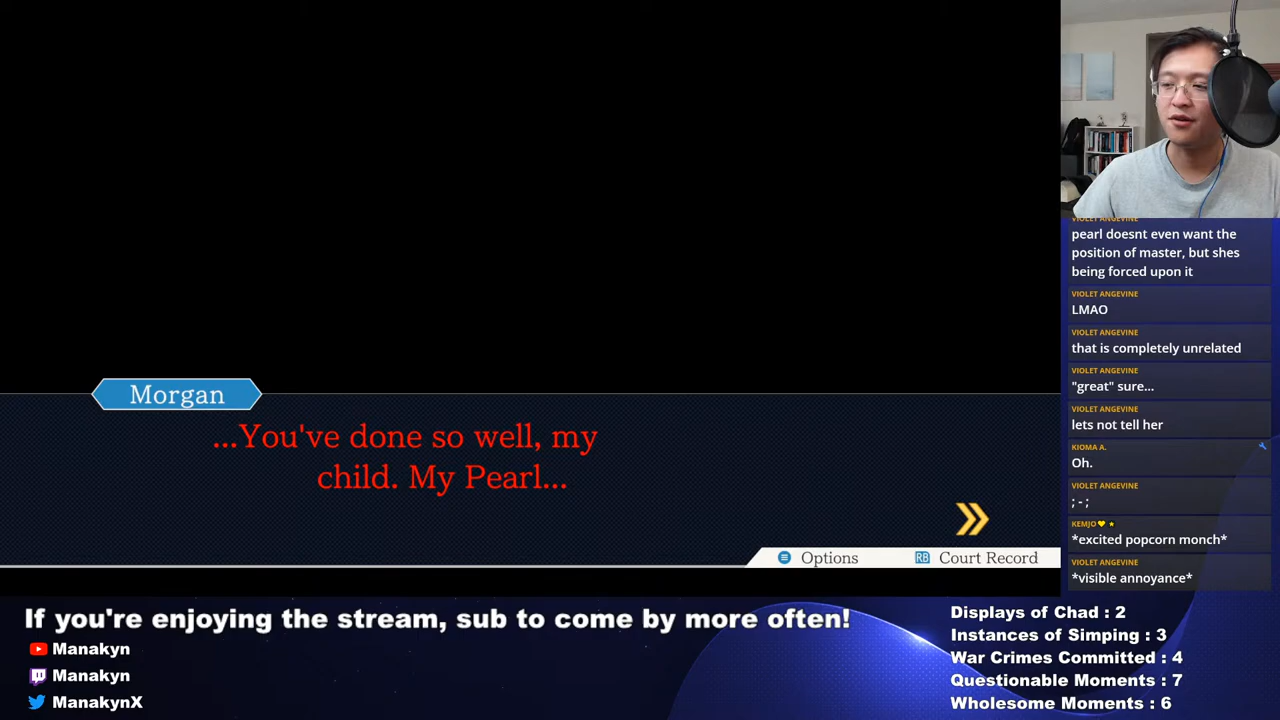 VIOLET ANGEVINE
pearl doesnt even want the
position of master, but shes
being forced upon it
VIOLET ANGEVINE
LMAO
VIOLET ANGEVINE
that is completely unrelated
VIOLET ANGEVINE
"great" sure...
VIOLET ANGEVINE
lets not tell her
KIOMA A.
Oh.
VIOLET ANGEVINE
; - ;
KEMJO
*excited popcorn monch*
VIOLET ANGEVINE
*visible annoyance*
Morgan
...You've done so well, my
child. My Pearl...
Options
RB Court Record
If you're enjoying the stream, sub to come by more often!
Manakyn
Manakyn
ManakynX
Displays of Chad : 2
Instances of Simping : 3
War Crimes Committed : 4
Questionable Moments : 7
Wholesome Moments : 6